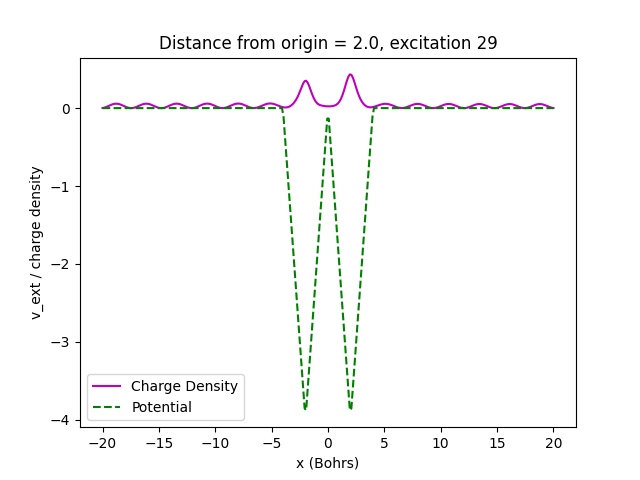 Distance from origin = 2.0, excitation 29
v_ext / charge density
0
−1
−2
−3
−4
Charge Density
Potential
−20 −15 −10 −5 0 5 10 15 20
x (Bohrs)